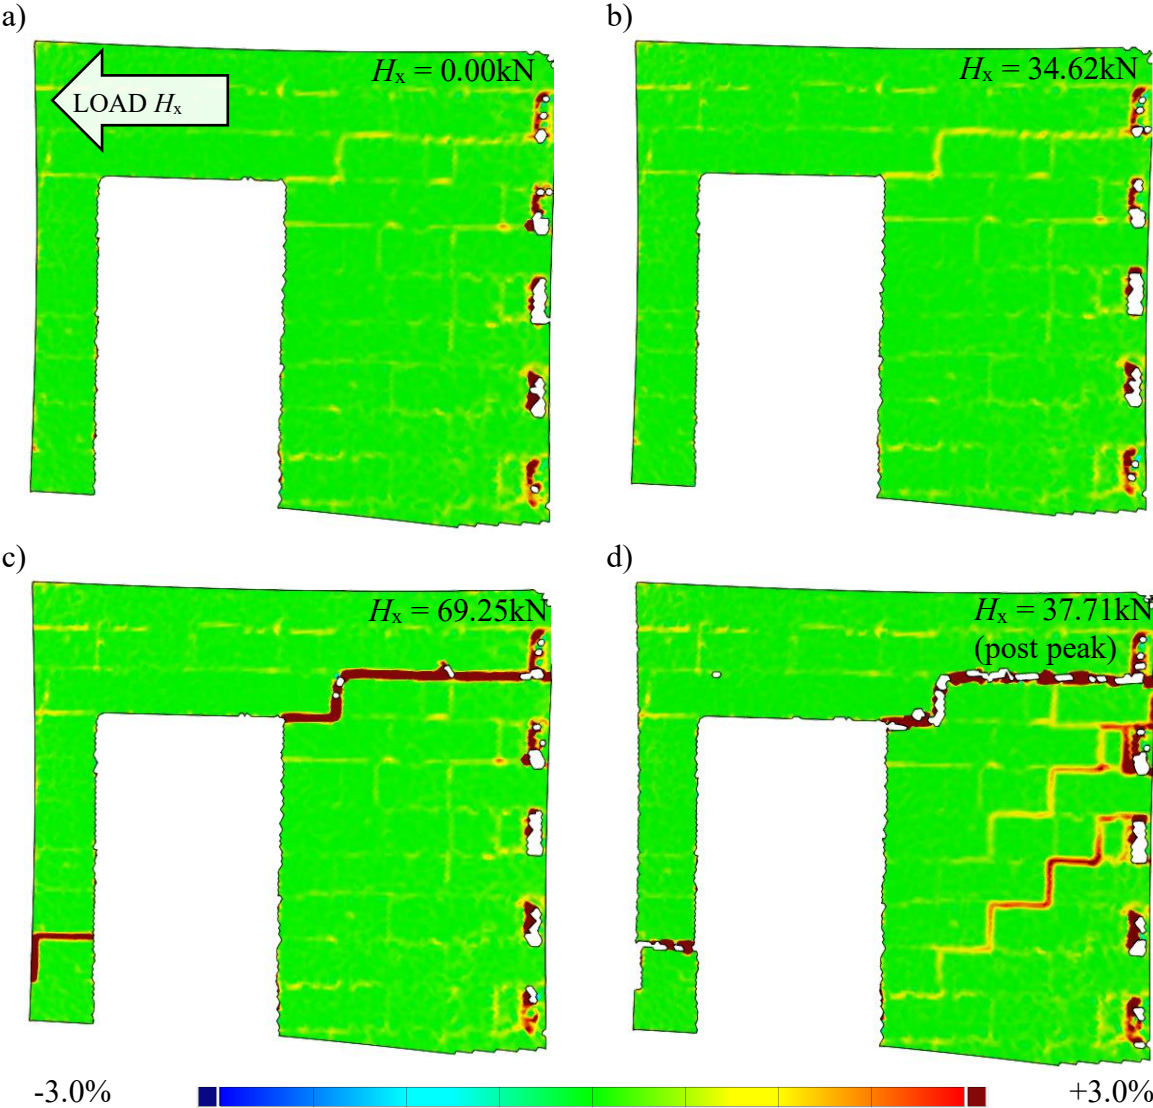 a)
b)
Hx = 0.00kN
Hx = 34.62kN
LOAD Hx
c)
d)
Hx = 69.25kN
Hx = 37.71kN
(post peak)
-3.0%
+3.0%